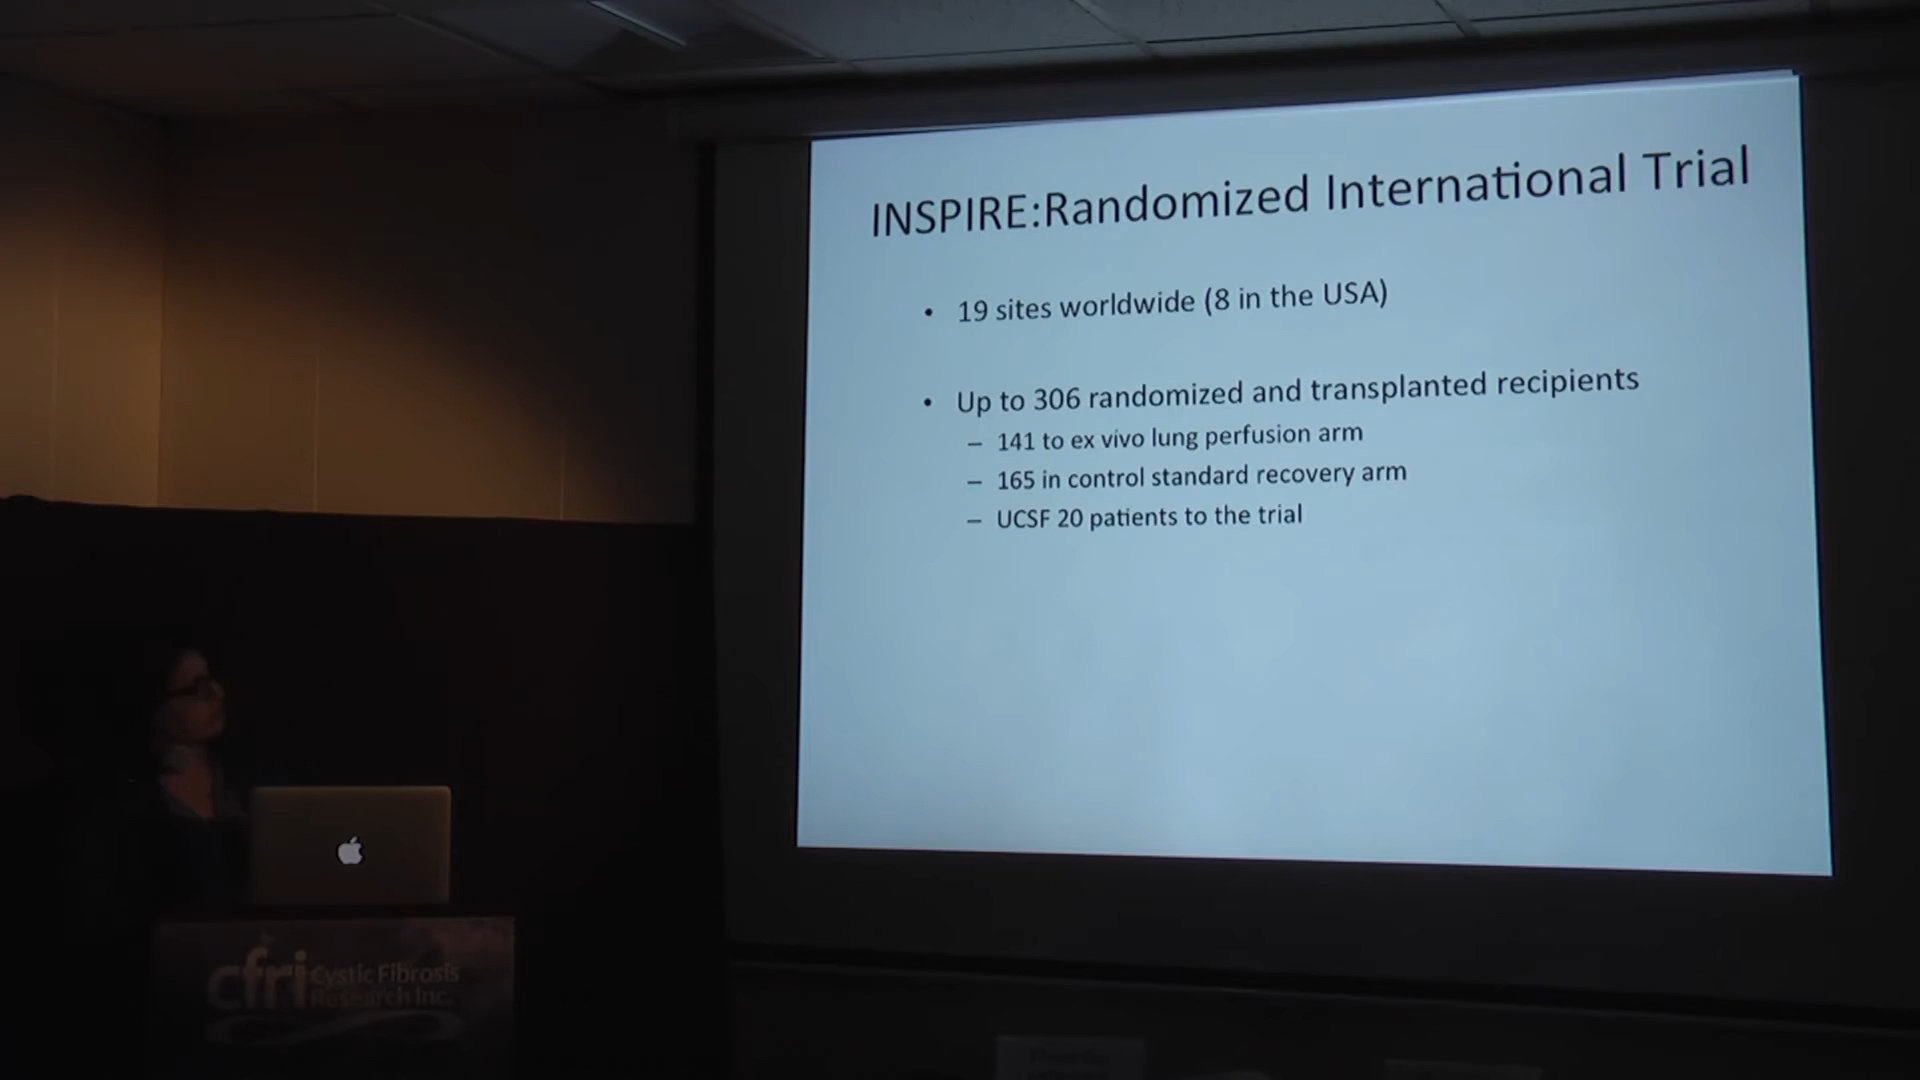 INSPIRE:Randomized International Trial
• 19 sites worldwide (8 in the USA)
• Up to 306 randomized and transplanted recipients
– 141 to ex vivo lung perfusion arm
– 165 in control standard recovery arm
– UCSF 20 patients to the trial
cfri Cystic Fibrosis
Research Inc.